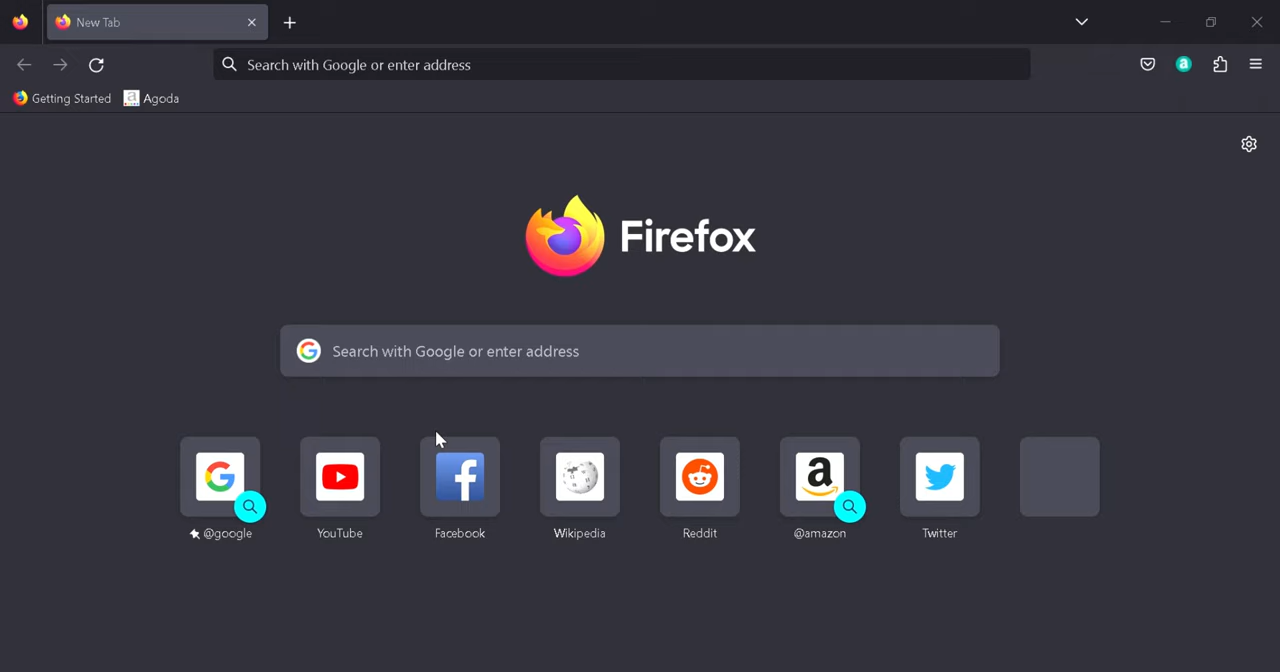 New Tab
Search with Google or enter address
Getting Started
Agoda
Firefox
Search with Google or enter address
@google
YouTube
Facebook
Wikipedia
Reddit
@amazon
Twitter